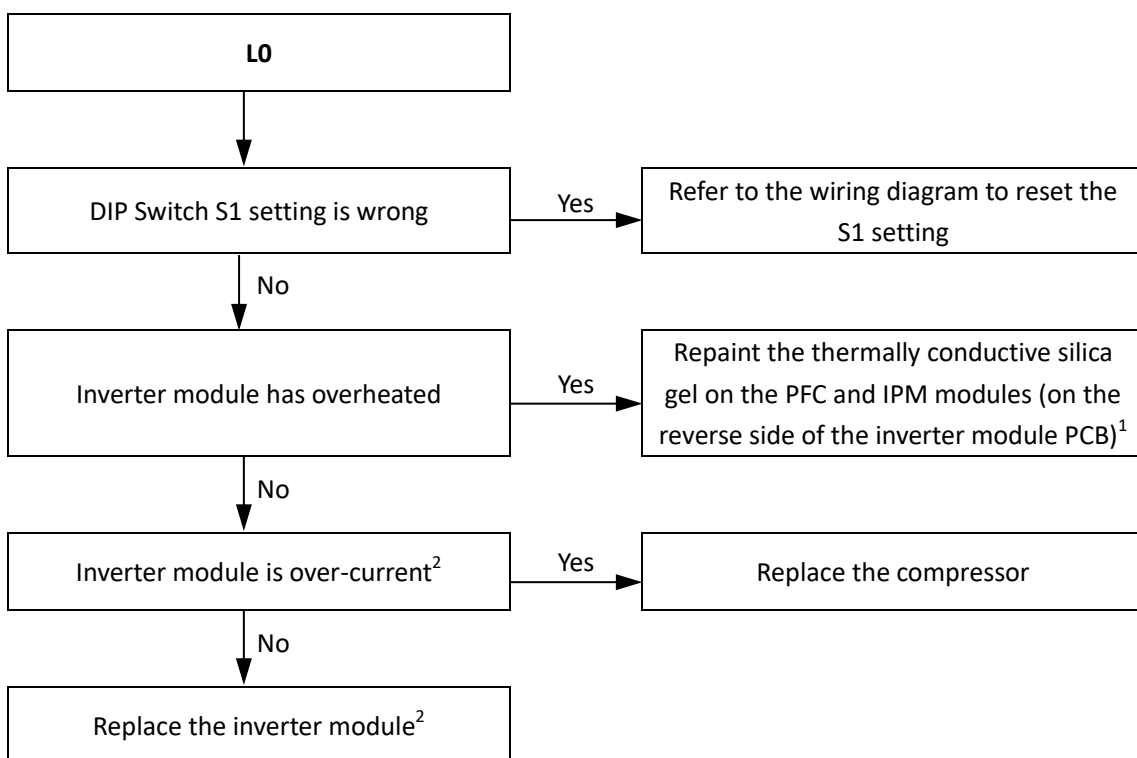 L0
DIP Switch S1 setting is wrong
Yes
Refer to the wiring diagram to reset the
S1 setting
No
Inverter module has overheated
Yes
Repaint the thermally conductive silica
gel on the PFC and IPM modules (on the
reverse side of the inverter module PCB)1
No
Inverter module is over-current2
Yes
Replace the compressor
No
Replace the inverter module2